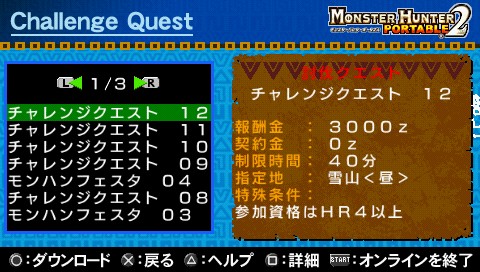 Challenge Quest
MONSTER HUNTER
PORTABLE 2
L 1/3 R
チャレンジクエスト 12
チャレンジクエスト 11
チャレンジクエスト 10
チャレンジクエスト 09
モンハンフェスタ 04
チャレンジクエスト 08
モンハンフェスタ 03
討伐クエスト
チャレンジクエスト 12
報酬金 : 3000z
契約金 : 0z
制限時間: 40分
指定地 : 雪山<昼>
特殊条件:
参加資格はHR4以上
○:ダウンロード ×:戻る △:ヘルプ □:詳細 START:オンラインを終了